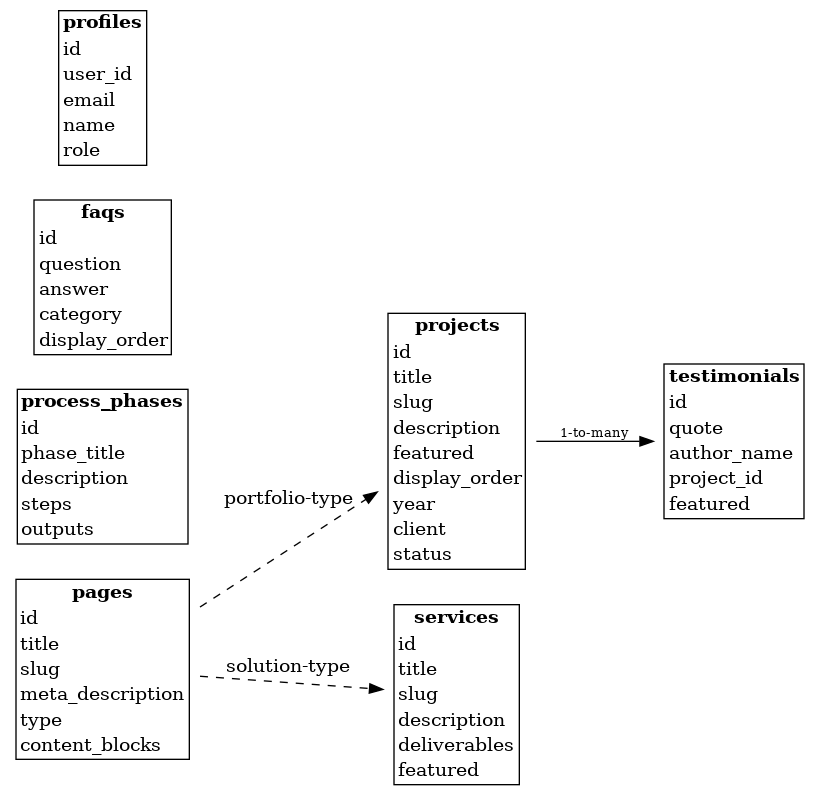 profiles
id
user_id
email
name
role
faqs
id
question
answer
category
display_order
process_phases
id
phase_title
description
steps
outputs
pages
id
title
slug
meta_description
type
content_blocks
portfolio-type
solution-type
projects
id
title
slug
description
featured
display_order
year
client
status
services
id
title
slug
description
deliverables
featured
1-to-many
testimonials
id
quote
author_name
project_id
featured